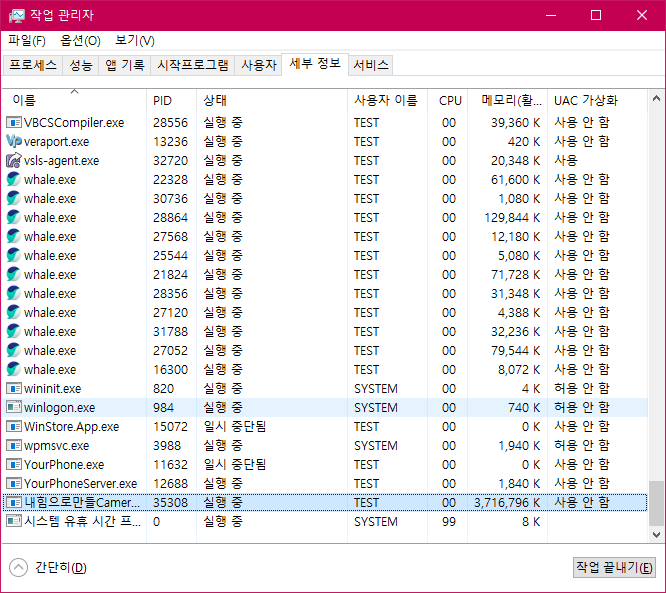 작업 관리자
파일(F) 옵션(O) 보기(V)
프로세스 성능 앱 기록 시작프로그램 사용자 세부 정보 서비스
이름 PID 상태 사용자 이름 CPU 메모리(활... UAC 가상화
VBCSCompiler.exe 28556 실행 중 TEST 00 39,360 K 사용 안 함
veraport.exe 13236 실행 중 TEST 00 420 K 사용 안 함
vsls-agent.exe 32720 실행 중 TEST 00 20,348 K 사용
whale.exe 22328 실행 중 TEST 00 61,600 K 사용 안 함
whale.exe 30736 실행 중 TEST 00 1,080 K 사용 안 함
whale.exe 28864 실행 중 TEST 00 129,844 K 사용 안 함
whale.exe 27568 실행 중 TEST 00 12,180 K 사용 안 함
whale.exe 25544 실행 중 TEST 00 5,080 K 사용 안 함
whale.exe 21824 실행 중 TEST 00 71,728 K 사용 안 함
whale.exe 28356 실행 중 TEST 00 31,348 K 사용 안 함
whale.exe 27120 실행 중 TEST 00 4,388 K 사용 안 함
whale.exe 31788 실행 중 TEST 00 32,236 K 사용 안 함
whale.exe 27052 실행 중 TEST 00 79,544 K 사용 안 함
whale.exe 16300 실행 중 TEST 00 8,072 K 사용 안 함
wininit.exe 820 실행 중 SYSTEM 00 4 K 허용 안 함
winlogon.exe 984 실행 중 SYSTEM 00 740 K 허용 안 함
WinStore.App.exe 15072 일시 중단됨 TEST 00 0 K 사용 안 함
wpmsvc.exe 3988 실행 중 SYSTEM 00 1,940 K 허용 안 함
YourPhone.exe 11632 일시 중단됨 TEST 00 0 K 사용 안 함
YourPhoneServer.exe 12688 실행 중 TEST 00 1,840 K 사용 안 함
내힘으로만들Camer... 35308 실행 중 TEST 00 3,716,796 K 사용 안 함
시스템 유휴 시간 프... 0 실행 중 SYSTEM 99 8 K
간단히(D) 작업 끝내기(E)